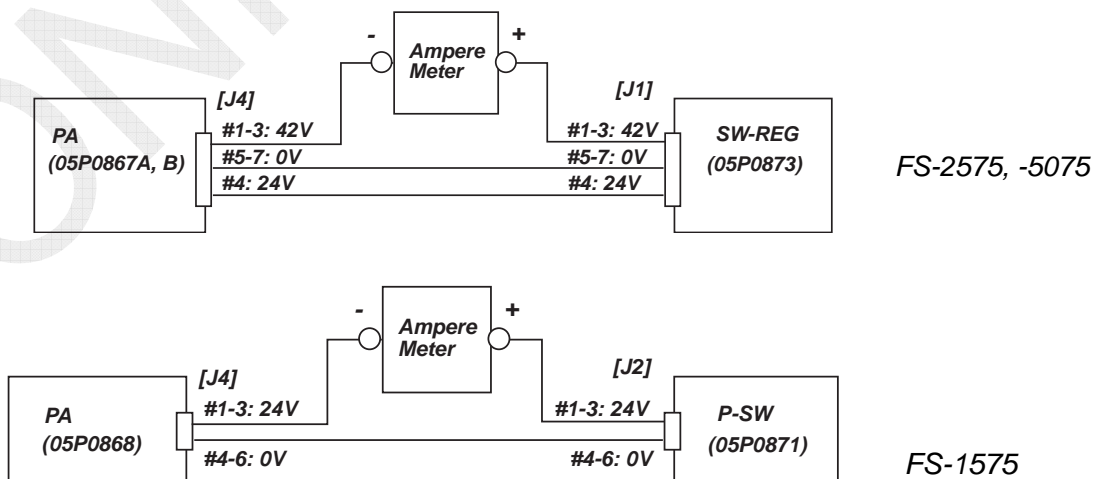 - Ampere Meter +
[J4] [J1]
PA
(05P0867A, B)
#1-3: 42V
#5-7: 0V
#4: 24V
#1-3: 42V
#5-7: 0V
#4: 24V
SW-REG
(05P0873)
FS-2575, -5075
- Ampere Meter +
[J4] [J2]
PA
(05P0868)
#1-3: 24V
#4-6: 0V
#1-3: 24V
#4-6: 0V
P-SW
(05P0871)
FS-1575